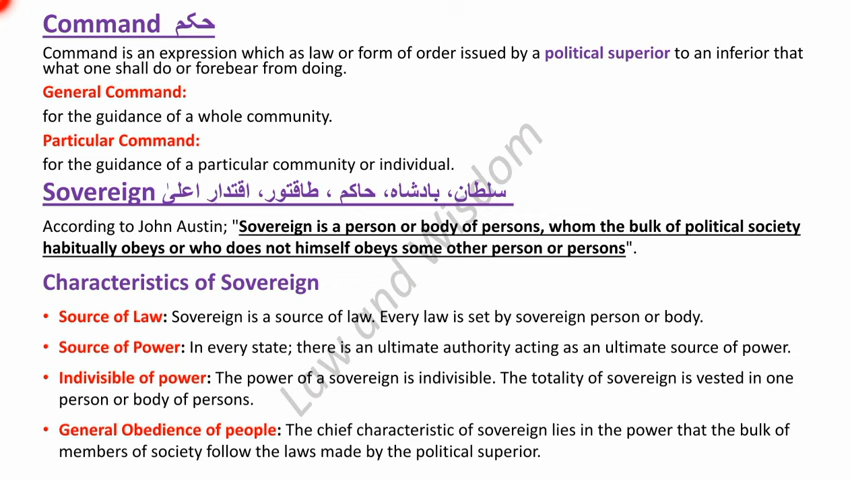 Command حکم
Command is an expression which as law or form of order issued by a political superior to an inferior that
what one shall do or forebear from doing.
General Command:
for the guidance of a whole community.
Particular Command:
for the guidance of a particular community or individual.
Sovereign سلطان، بادشاہ، حاکم ، طاقتور، اقتدار اعلیٰ
According to John Austin; "Sovereign is a person or body of persons, whom the bulk of political society
habitually obeys or who does not himself obeys some other person or persons".
Characteristics of Sovereign
• Source of Law: Sovereign is a source of law. Every law is set by sovereign person or body.
• Source of Power: In every state; there is an ultimate authority acting as an ultimate source of power.
• Indivisible of power: The power of a sovereign is indivisible. The totality of sovereign is vested in one
person or body of persons.
• General Obedience of people: The chief characteristic of sovereign lies in the power that the bulk of
members of society follow the laws made by the political superior.
Law and Wisdom